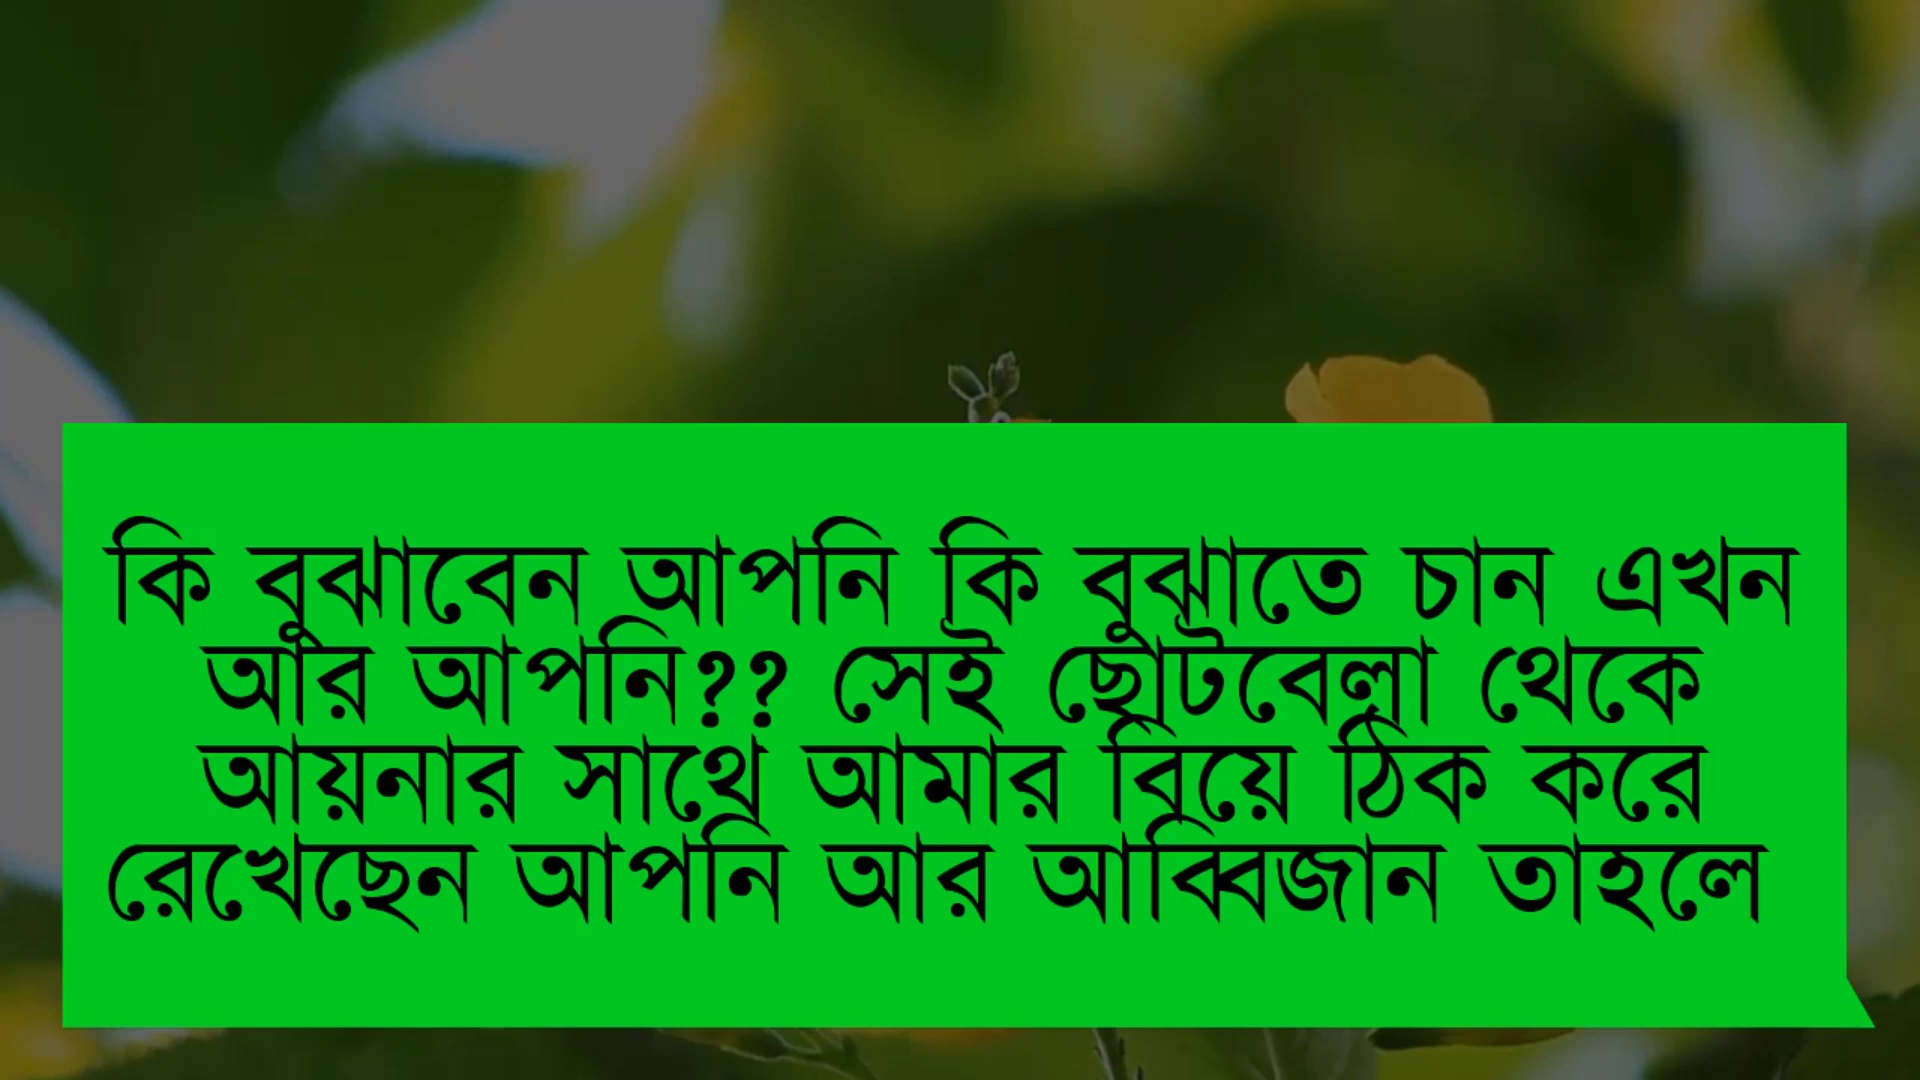 কি বুঝাবেন আপনি কি বুঝাতে চান এখন
আর আপনি?? সেই ছোটবেলা থেকে
আয়নার সাথে আমার বিয়ে ঠিক করে
রেখেছেন আপনি আর আব্বিজান তাহলে